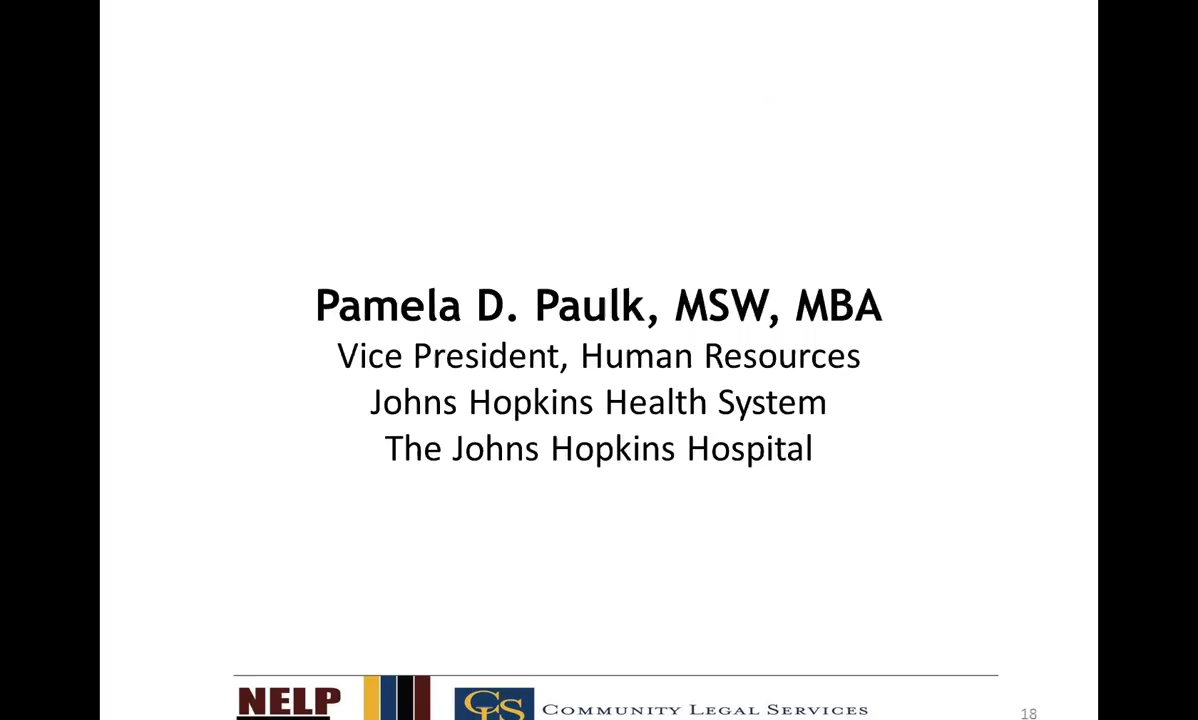 Pamela D. Paulk, MSW, MBA
Vice President, Human Resources
Johns Hopkins Health System
The Johns Hopkins Hospital
NELP
CLS COMMUNITY LEGAL SERVICES
18